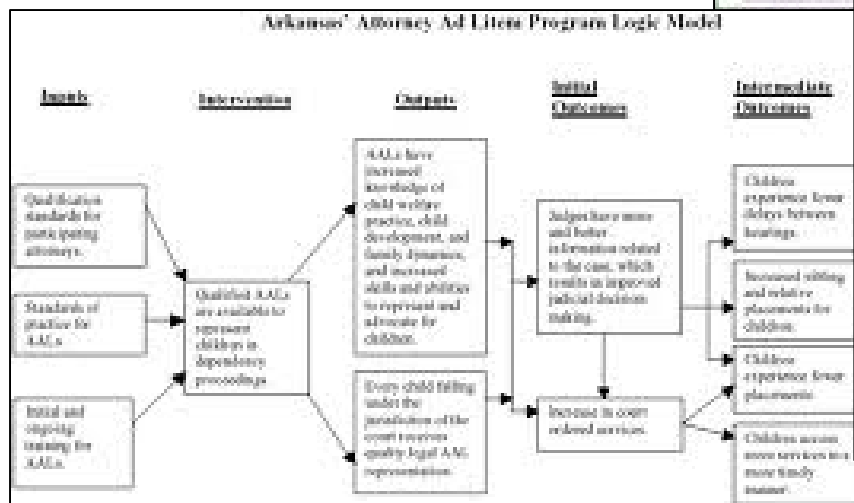 Arkansas' Attorney Ad Litem Program Logic Model
Inputs
Intervention
Outputs
Initial
Outcomes
Intermediate
Outcomes
Qualification
standards for
participating
attorneys.
Standards of
practice for
AALs
Initial and
ongoing
training for
AALs.
Qualified AALs
are available to
represent
children in
dependency
proceedings
AALs have
increased
knowledge of
child welfare
practice, child
development, and
family dynamics,
and increased
skills and abilities
to represent and
advocate for
children.
Every child falling
under the
jurisdiction of the
court receives
quality legal AAL
representation.
Judges have more
and better
information related
to the case, which
results in improved
judicial decision
making.
Increase in court
ordered services.
Children
experience fewer
delays between
hearings.
Increased sibling
and relative
placements for
children.
Children
experience fewer
placements
Children access
more services in a
more timely
manner.